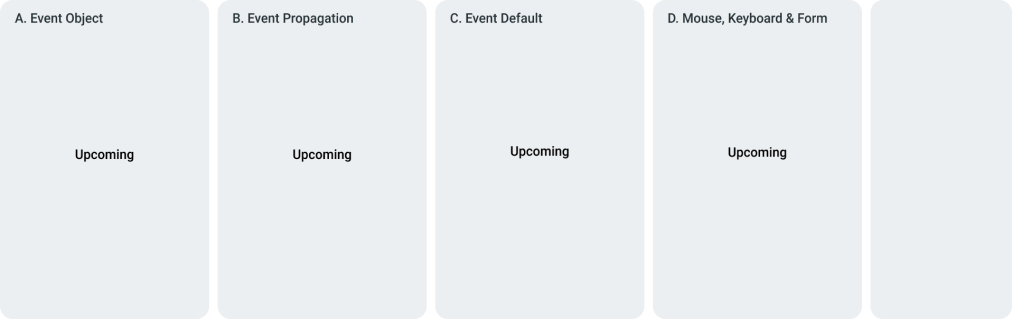 A. Event Object
B. Event Propagation
C. Event Default
D. Mouse, Keyboard & Form
Upcoming
Upcoming
Upcoming
Upcoming